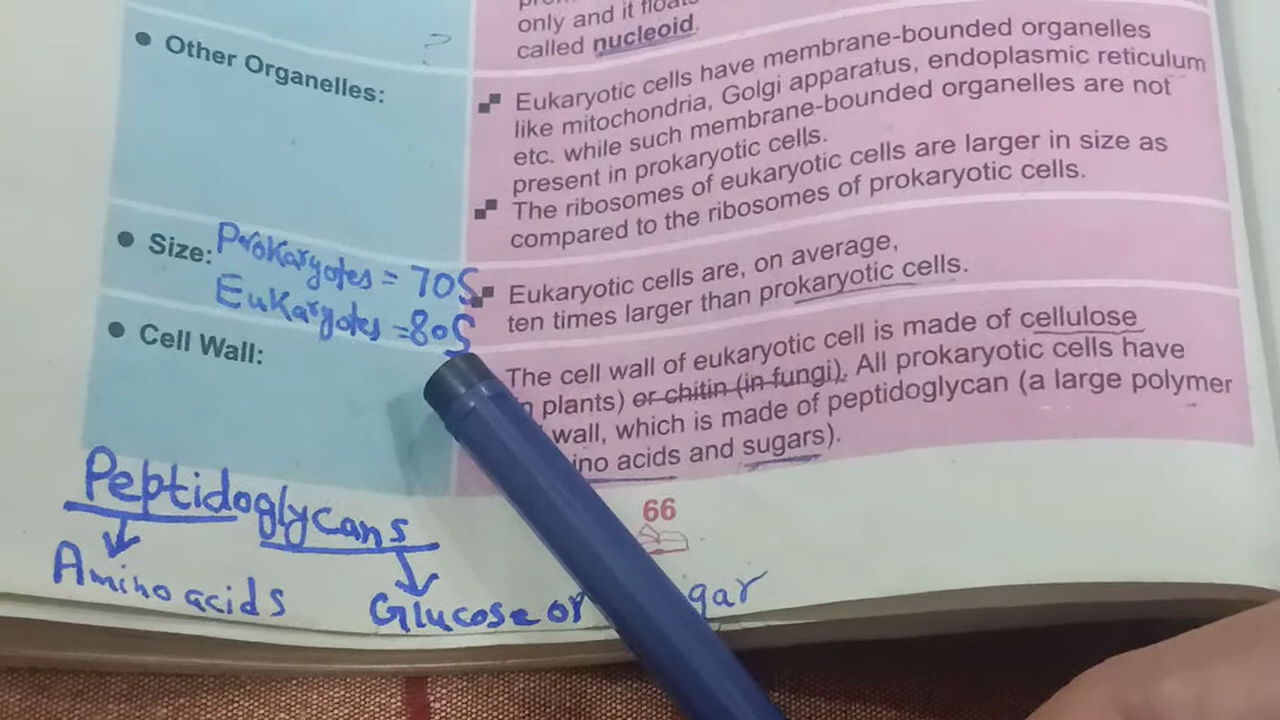 only and it floats
called nucleoid.
• Other Organelles:
?
Eukaryotic cells have membrane-bounded organelles
like mitochondria, Golgi apparatus, endoplasmic reticulum
etc. while such membrane-bounded organelles are not
present in prokaryotic cells.
The ribosomes of eukaryotic cells are larger in size as
compared to the ribosomes of prokaryotic cells.
• Size:
Prokaryotes = 70S
Eukaryotes = 80S
Eukaryotic cells are, on average,
ten times larger than prokaryotic cells.
• Cell Wall:
The cell wall of eukaryotic cell is made of cellulose
plants) or chitin (in fungi). All prokaryotic cells have
wall, which is made of peptidoglycan (a large polymer
ino acids and sugars).
66
Peptidoglycans
Amino acids
Glucose or gar